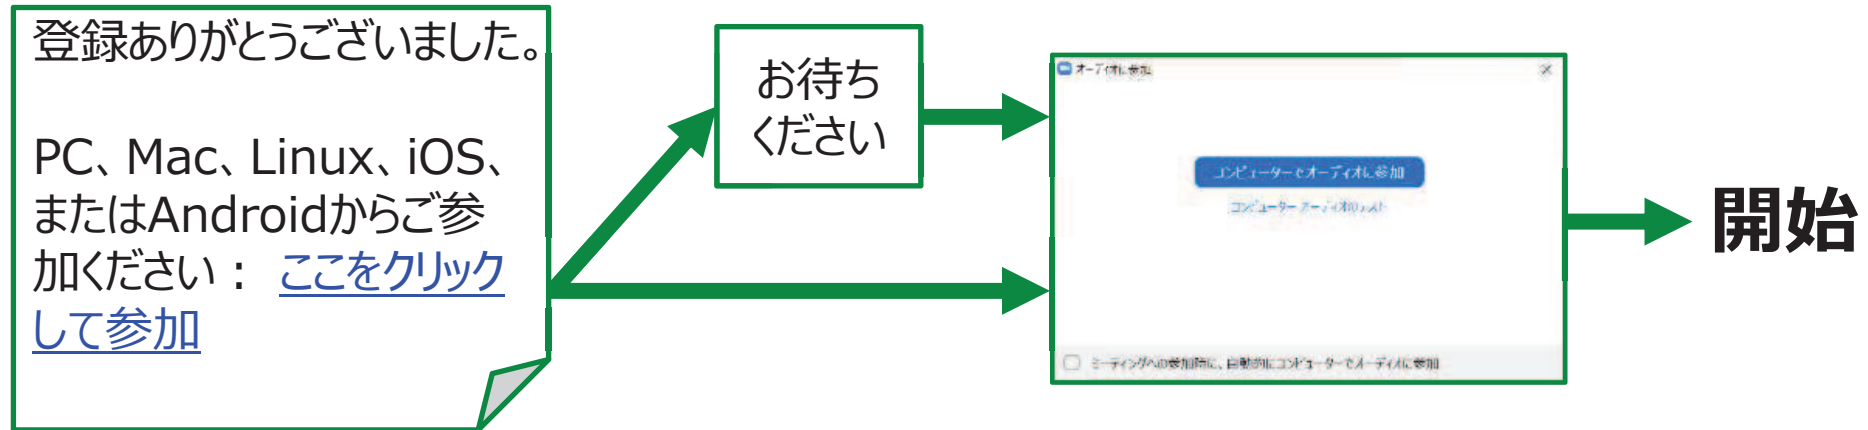 登録ありがとうございました。
PC、Mac、Linux、iOS、
またはAndroidからご参
加ください： ここをクリック
して参加
お待ち
ください
オーディオに参加
コンピューターでオーディオに参加
コンピューター オーディオのテスト
ミーティングへの参加時に、自動的にコンピューターでオーディオに参加
開始